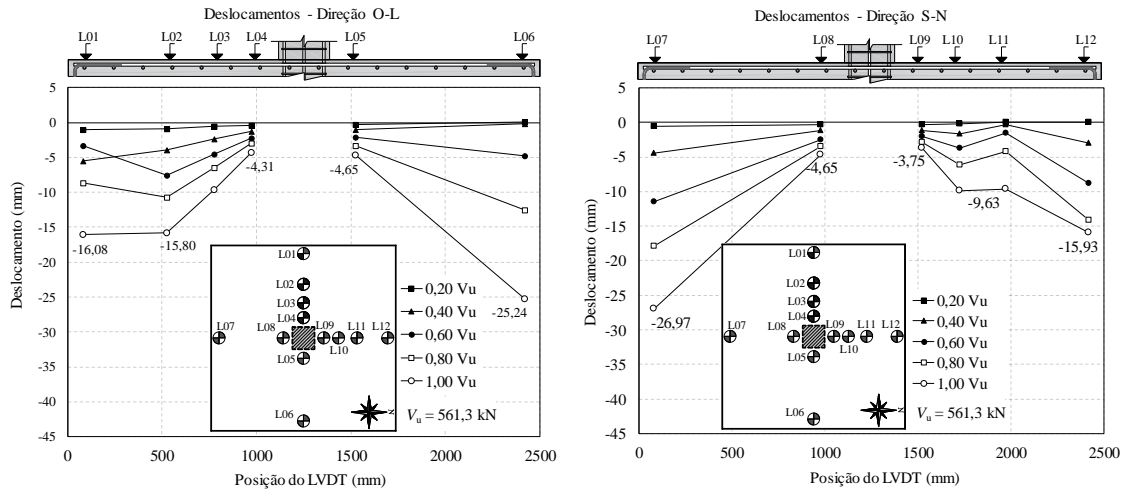 Deslocamentos - Direção O-L
L01 L02 L03 L04 L05 L06
5
0
-5
-10
-15
-20
-25
-30
-35
-40
-45
Deslocamento (mm)
-4,31
-4,65
-16,08
-15,80
-25,24
L01
L02
L03
L04
L07 L08 L09 L11 L12
L10
L05
L06
N
0,20 Vu
0,40 Vu
0,60 Vu
0,80 Vu
1,00 Vu
Vu = 561,3 kN
0 500 1000 1500 2000 2500
Posição do LVDT (mm)
Deslocamentos - Direção S-N
L07 L08 L09 L10 L11 L12
5
0
-5
-10
-15
-20
-25
-30
-35
-40
-45
Deslocamento (mm)
-4,65
-3,75
-9,63
-15,93
-26,97
L01
L02
L03
L04
L07 L08 L09 L11 L12
L10
L05
L06
N
0,20 Vu
0,40 Vu
0,60 Vu
0,80 Vu
1,00 Vu
Vu = 561,3 kN
0 500 1000 1500 2000 2500
Posição do LVDT (mm)